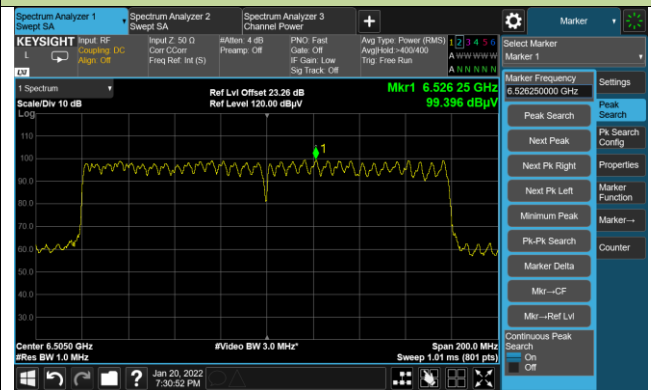 Spectrum Analyzer 1
Swept SA
Spectrum Analyzer 2
Swept SA
Spectrum Analyzer 3
Channel Power
+
Marker
KEYSIGHT
L
LXI
Input: RF
Coupling: DC
Align: Off
Input Z: 50 Ω
Corr CCorr
Freq Ref: Int (S)
#Atten: 4 dB
Preamp: Off
PNO: Fast
Gate: Off
IF Gain: Low
Sig Track: Off
Avg Type: Power (RMS)
Avg|Hold:>400/400
Trig: Free Run
1 2 3 4 5 6
A W W W W W
A N N N N N
Select Marker
Marker 1
1 Spectrum
Scale/Div 10 dB
Log
Ref Lvl Offset 23.26 dB
Ref Level 120.00 dBµV
Mkr1 6.526 25 GHz
99.396 dBµV
1
110
100
90.0
80.0
70.0
60.0
50.0
40.0
30.0
Center 6.5050 GHz
#Res BW 1.0 MHz
#Video BW 3.0 MHz*
Span 200.0 MHz
Sweep 1.01 ms (801 pts)
Marker Frequency
6.526250000 GHz
Peak Search
Next Peak
Next Pk Right
Next Pk Left
Minimum Peak
Pk-Pk Search
Marker Delta
Mkr→CF
Mkr→Ref Lvl
Continuous Peak
Search
On
Off
Settings
Peak
Search
Pk Search
Config
Properties
Marker
Function
Marker→
Counter
?
Jan 20, 2022
7:30:52 PM